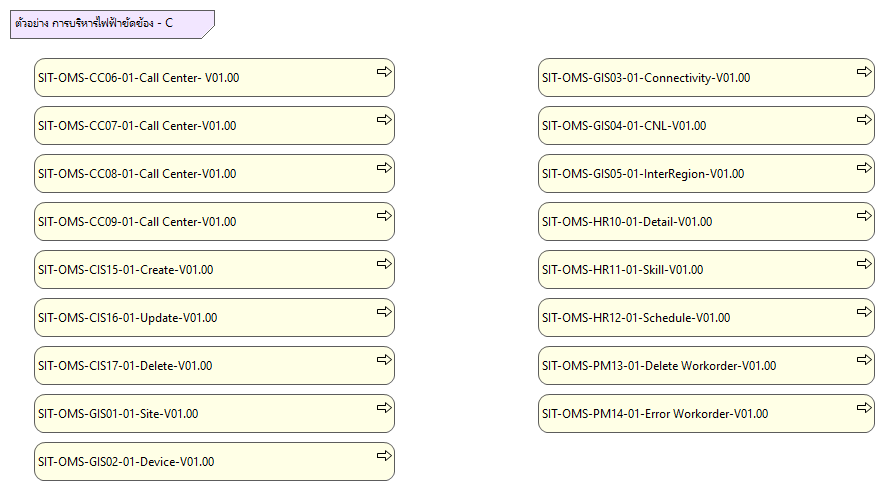 ตัวอย่าง การบริหารไฟฟ้าขัดข้อง - C
SIT-OMS-CC06-01-Call Center- V01.00
SIT-OMS-CC07-01-Call Center-V01.00
SIT-OMS-CC08-01-Call Center-V01.00
SIT-OMS-CC09-01-Call Center-V01.00
SIT-OMS-CIS15-01-Create-V01.00
SIT-OMS-CIS16-01-Update-V01.00
SIT-OMS-CIS17-01-Delete-V01.00
SIT-OMS-GIS01-01-Site-V01.00
SIT-OMS-GIS02-01-Device-V01.00
SIT-OMS-GIS03-01-Connectivity-V01.00
SIT-OMS-GIS04-01-CNL-V01.00
SIT-OMS-GIS05-01-InterRegion-V01.00
SIT-OMS-HR10-01-Detail-V01.00
SIT-OMS-HR11-01-Skill-V01.00
SIT-OMS-HR12-01-Schedule-V01.00
SIT-OMS-PM13-01-Delete Workorder-V01.00
SIT-OMS-PM14-01-Error Workorder-V01.00